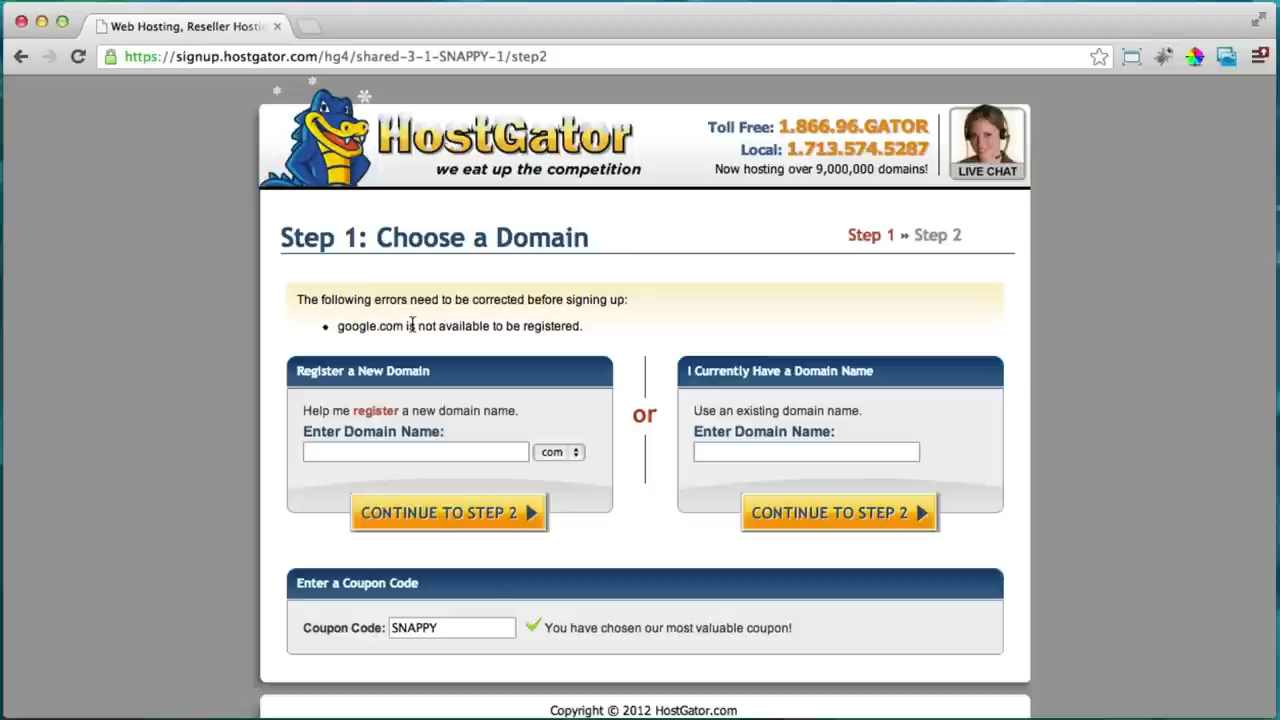 Web Hosting, Reseller Hosti
https://signup.hostgator.com/hg4/shared-3-1-SNAPPY-1/step2
HostGator
we eat up the competition
Toll Free: 1.866.96.GATOR
Local: 1.713.574.5287
Now hosting over 9,000,000 domains!
LIVE CHAT
Step 1: Choose a Domain
Step 1 » Step 2
The following errors need to be corrected before signing up:
• google.com is not available to be registered.
Register a New Domain
Help me register a new domain name.
Enter Domain Name:
com
CONTINUE TO STEP 2
or
I Currently Have a Domain Name
Use an existing domain name.
Enter Domain Name:
CONTINUE TO STEP 2
Enter a Coupon Code
Coupon Code: SNAPPY You have chosen our most valuable coupon!
Copyright © 2012 HostGator.com